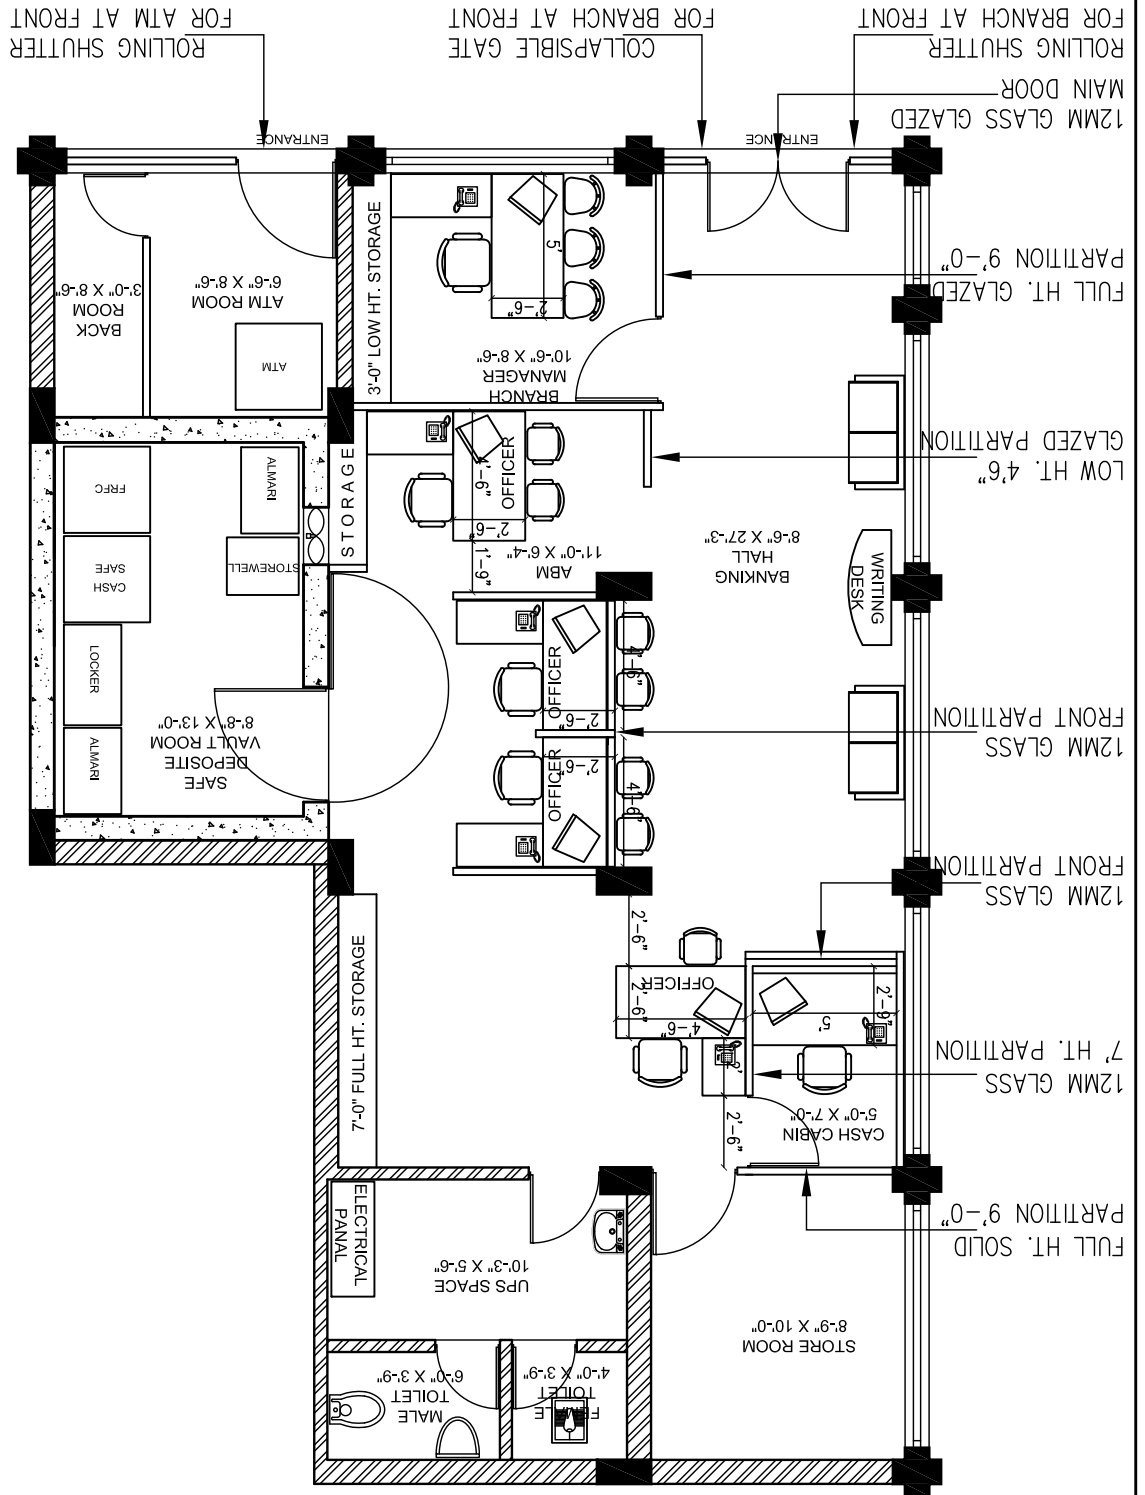 FEMALE
TOILET
4'-0" X 3'-9"
MALE
TOILET
6'-0" X 3'-9"
STORE ROOM
8'-9" X 10'-0"
UPS SPACE
10'-3" X 5'-6"
ELECTRICAL
PANAL
FULL HT. SOLID
PARTITION 9'-0"
CASH CABIN
5'-0" X 7'-0"
2'-6"
7'-0" FULL HT. STORAGE
12MM GLASS
7' HT. PARTITION
2'
5'
2'-9"
4'-6"
2'-6"
OFFICER
2'-6"
12MM GLASS
FRONT PARTITION
4'-6"
2'-6"
OFFICER
SAFE
DEPOSITE
VAULT ROOM
8'-8" X 13'-0"
ALMARI
12MM GLASS
FRONT PARTITION
4'-6"
2'-6"
OFFICER
LOCKER
WRITING
DESK
BANKING
HALL
8'-6" X 27'-3"
ABM
11'-0" X 6'-4"
1'-9"
2'-6"
4'-6"
OFFICER
STORAGE
STOREWELL
CASH
SAFE
ALMARI
FRFC
LOW HT. 4'6"
GLAZED PARTITION
BRANCH
MANAGER
10'-6" X 8'-6"
2'-6"
5'
3'-0" LOW HT. STORAGE
ATM
ATM ROOM
6'-6" X 8'-6"
BACK
ROOM
3'-0" X 8'-6"
FULL HT. GLAZED
PARTITION 9'-0"
ENTRANCE
ENTRANCE
12MM GLASS GLAZED
MAIN DOOR
ROLLING SHUTTER
FOR BRANCH AT FRONT
COLLAPSIBLE GATE
FOR BRANCH AT FRONT
ROLLING SHUTTER
FOR ATM AT FRONT